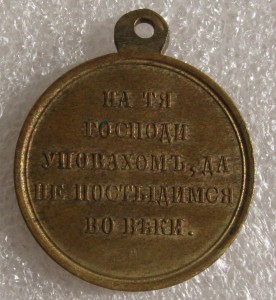 НА ТЯ
ГОСПОДИ
УПОВАХОМЪ, ДА
НЕ ПОСТЫДИМСЯ
ВО ВѢКИ.